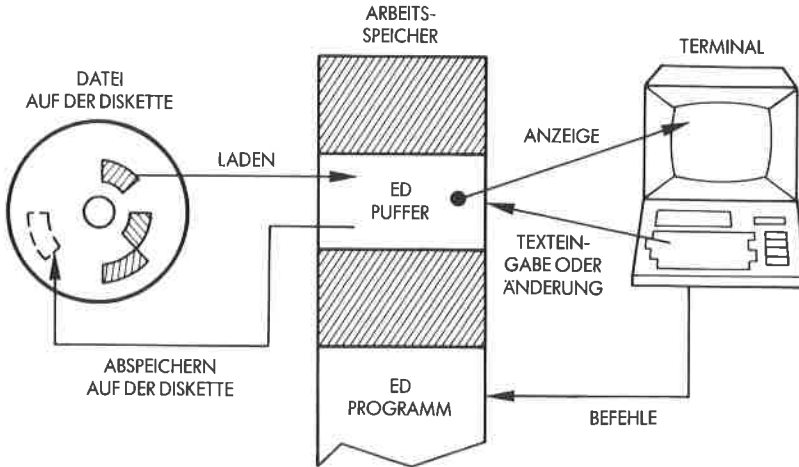 ARBEITS-
SPEICHER
TERMINAL
DATEI
AUF DER DISKETTE
LADEN
ANZEIGE
ED
PUFFER
TEXTEIN-
GABE ODER
ÄNDERUNG
ABSPEICHERN
AUF DER DISKETTE
ED
PROGRAMM
BEFEHLE